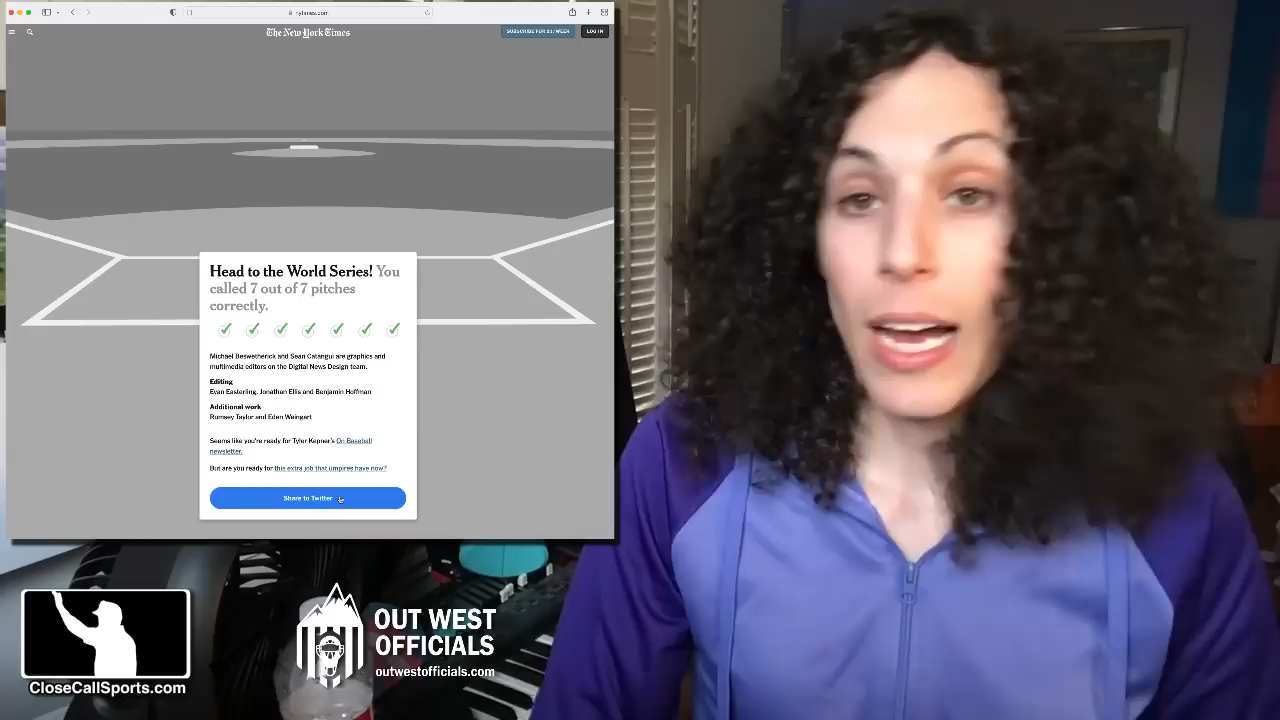 nytimes.com
The New York Times
SUBSCRIBE FOR $1/WEEK
LOG IN
Head to the World Series! You
called 7 out of 7 pitches
correctly.
Michael Beswetherick and Sean Catangui are graphics and
multimedia editors on the Digital News Design team.
Editing
Evan Easterling, Jonathan Ellis and Benjamin Hoffman
Additional work
Rumsey Taylor and Eden Weingart
Seems like you're ready for Tyler Kepner's On Baseball
newsletter.
But are you ready for this extra job that umpires have now?
Share to Twitter
CloseCallSports.com
OUT WEST
OFFICIALS
outwestofficials.com